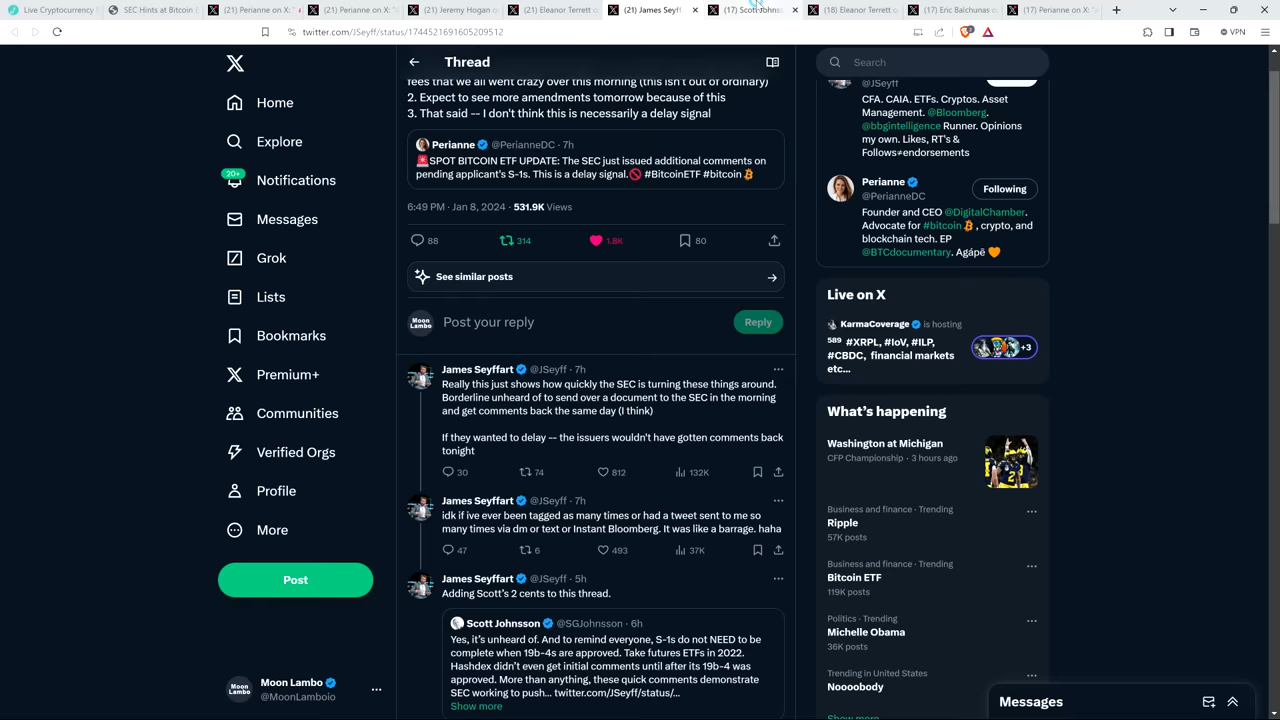 Live Cryptocurrency
SEC Hints at Bitcoin
(21) Perianne on X: "
(21) Perianne on X:
(21) Jeremy Hogan o
(21) Eleanor Terrett o
(21) James Seyff
(17) Scott Johns
(18) Eleanor Terrett o
(17) Eric Balchunas o
(17) Perianne on X: "
twitter.com/JSeyff/status/1744521691605209512
VPN
Home
Explore
20+
Notifications
Messages
Grok
Lists
Bookmarks
Premium+
Communities
Verified Orgs
Profile
More
Post
Moon Lambo
@MoonLamboio
Thread
fees that we all went crazy over this morning (this isn't out of ordinary)
2. Expect to see more amendments tomorrow because of this
3. That said -- I don't think this is necessarily a delay signal
Perianne @PerianneDC · 7h
🚨SPOT BITCOIN ETF UPDATE: The SEC just issued additional comments on
pending applicant's S-1s. This is a delay signal.🚫 #BitcoinETF #bitcoin
6:49 PM · Jan 8, 2024 · 531.9K Views
88 314 1.8K 80
See similar posts
Moon
Lambo
Post your reply
Reply
James Seyffart @JSeyff · 7h
Really this just shows how quickly the SEC is turning these things around.
Borderline unheard of to send over a document to the SEC in the morning
and get comments back the same day (I think)
If they wanted to delay -- the issuers wouldn't have gotten comments back
tonight
30 74 812 132K
James Seyffart @JSeyff · 7h
idk if ive ever been tagged as many times or had a tweet sent to me so
many times via dm or text or Instant Bloomberg. It was like a barrage. haha
47 6 493 37K
James Seyffart @JSeyff · 5h
Adding Scott's 2 cents to this thread.
Scott Johnsson @SGJohnsson · 6h
Yes, it's unheard of. And to remind everyone, S-1s do not NEED to be
complete when 19b-4s are approved. Take futures ETFs in 2022.
Hashdex didn't even get initial comments until after its 19b-4 was
approved. More than anything, these quick comments demonstrate
SEC working to push... twitter.com/JSeyff/status/...
Show more
Search
@JSeyff
CFA. CAIA. ETFs. Cryptos. Asset
Management. @Bloomberg.
@bbgintelligence Runner. Opinions
my own. Likes, RT's &
Follows≠endorsements
Perianne
@PerianneDC
Following
Founder and CEO @DigitalChamber.
Advocate for #bitcoin , crypto, and
blockchain tech. EP
@BTCdocumentary. Agápē 🧡
Live on X
KarmaCoverage is hosting
⁵⁸⁹ #XRPL, #IoV, #ILP,
#CBDC, financial markets
etc...
+3
What's happening
Washington at Michigan
CFP Championship · 3 hours ago
Business and finance · Trending
Ripple
57K posts
Business and finance · Trending
Bitcoin ETF
119K posts
Politics · Trending
Michelle Obama
36K posts
Trending in United States
Noooobody
Show more
Messages